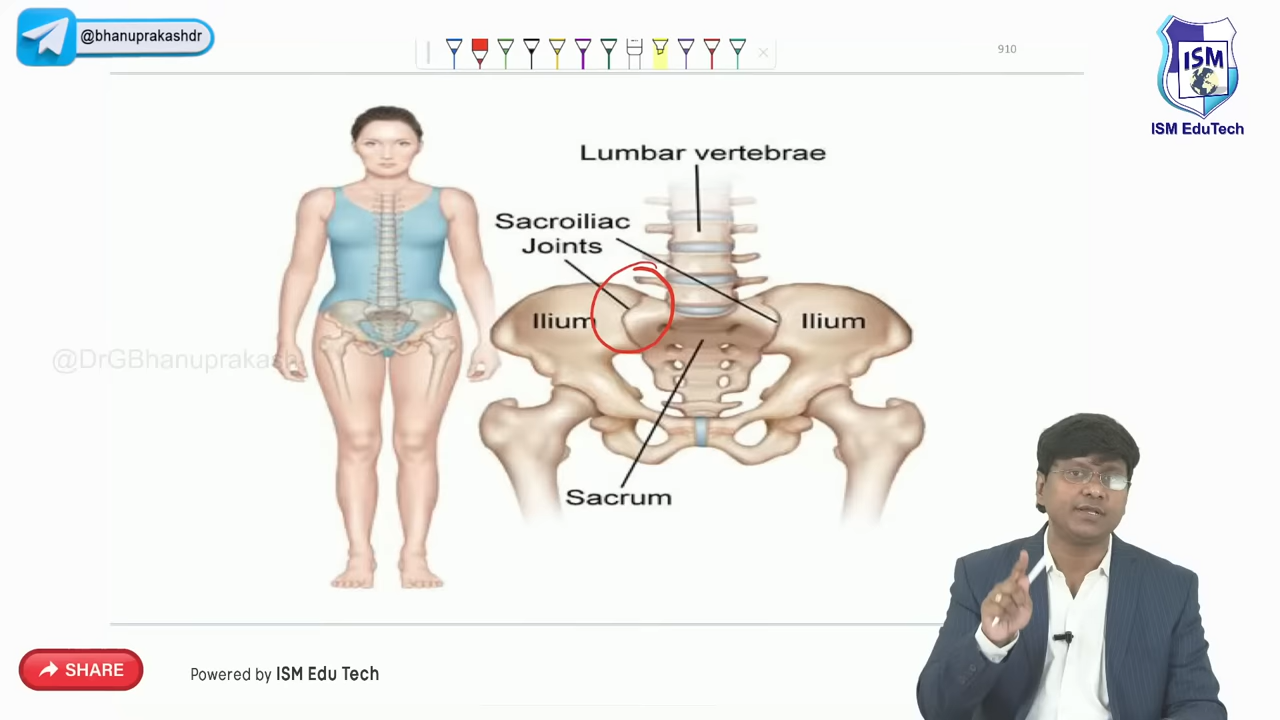 @bhanuprakashdr
910
ISM
ISM EduTech
Lumbar vertebrae
Sacroiliac
Joints
Ilium
Ilium
@DrGBhanuprakash
Sacrum
SHARE
Powered by ISM Edu Tech